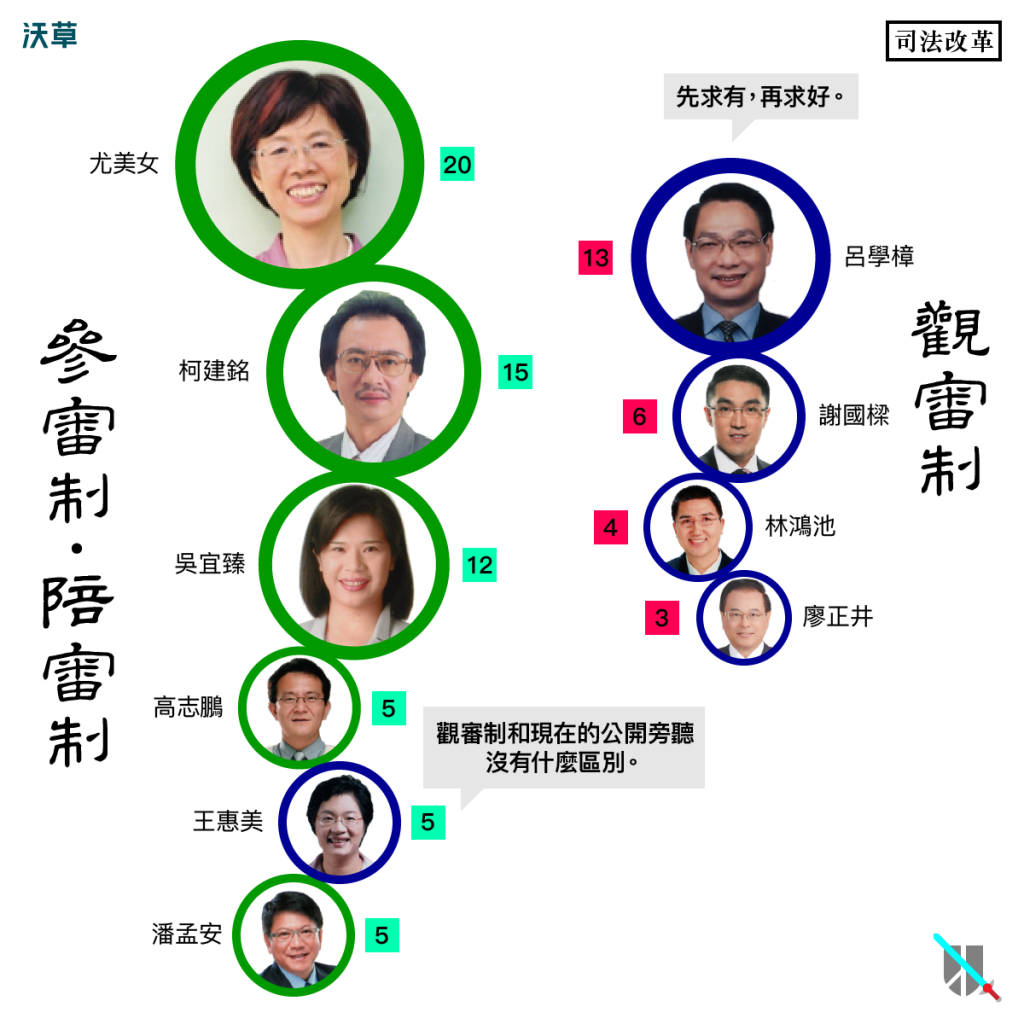 沃草
司法改革
先求有，再求好。
尤美女
20
柯建銘
15
吳宜臻
12
高志鵬
5
觀審制和現在的公開旁聽
沒有什麼區別。
王惠美
5
潘孟安
5
參審制・陪審制
13
呂學樟
6
謝國樑
4
林鴻池
3
廖正井
觀審制